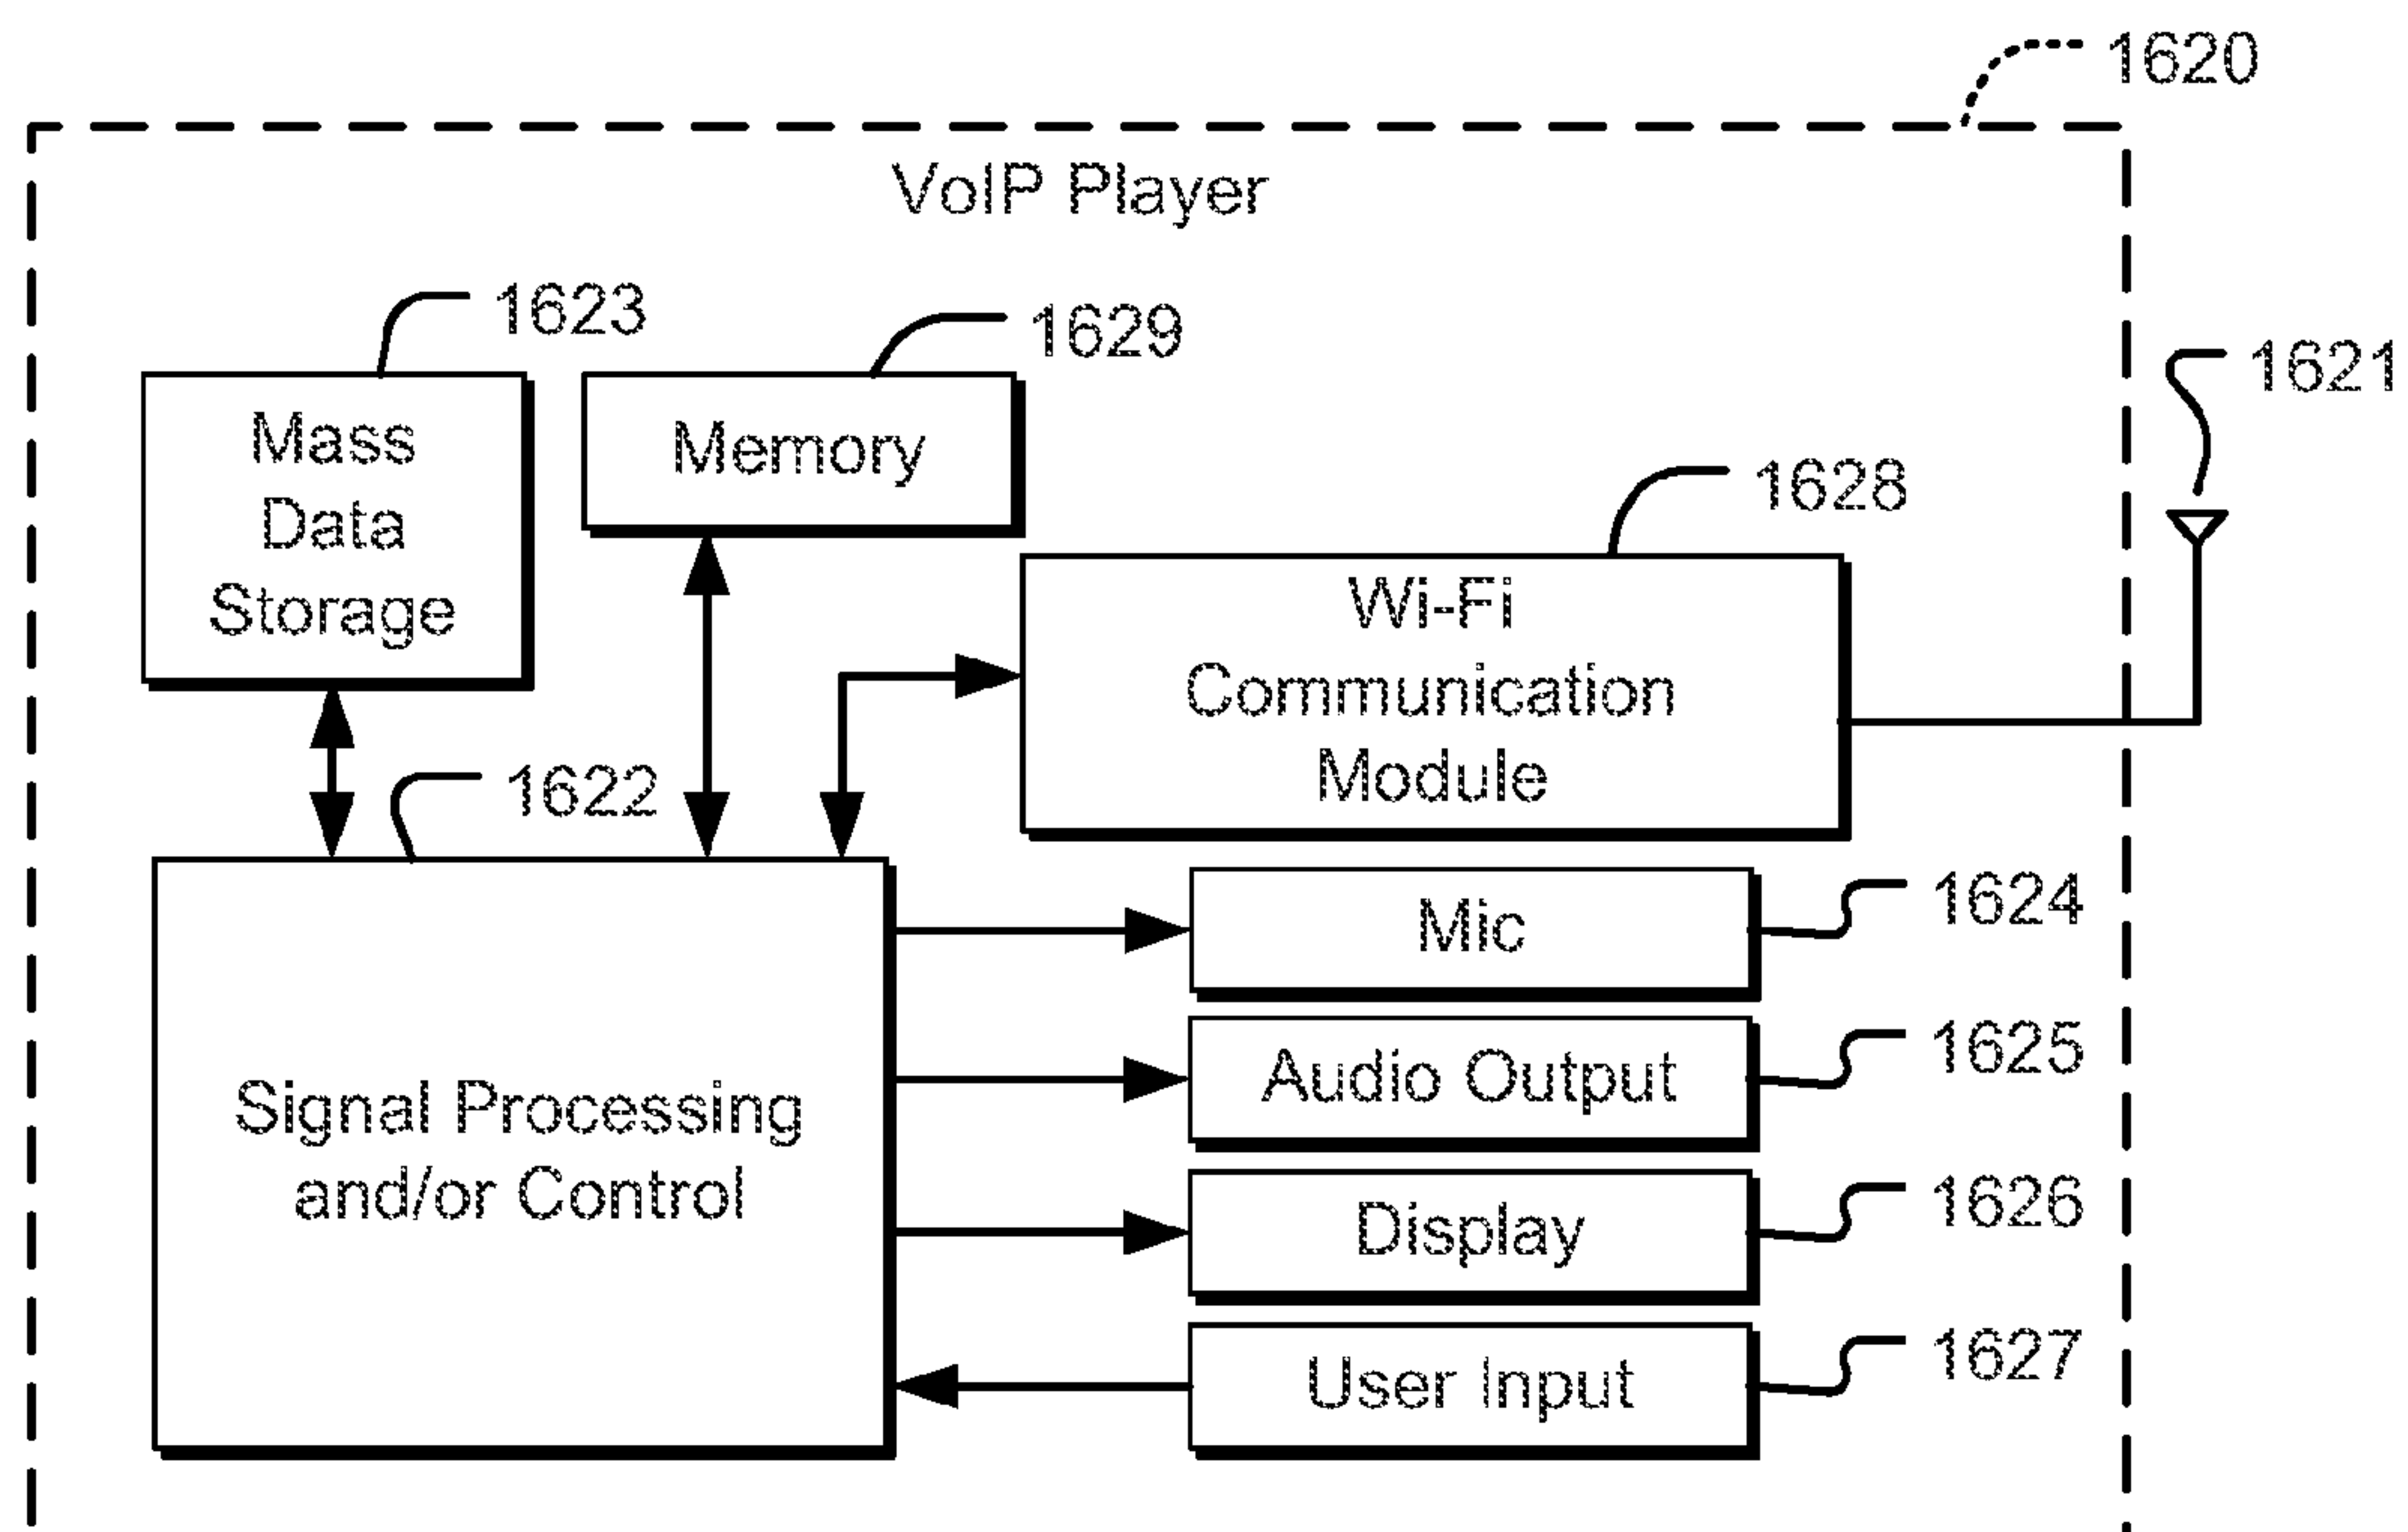 1620
VoIP Player
1623
1629
1621
Mass
Data
Storage
Memory
1628
Wi-Fi
Communication
Module
1622
Mic
1624
Signal Processing
and/or Control
Audio Output
1625
Display
1626
User Input
1627